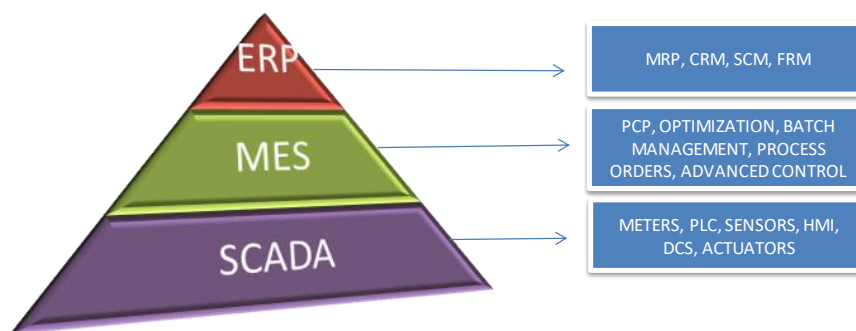 ERP
MRP, CRM, SCM, FRM
MES
PCP, OPTIMIZATION, BATCH
MANAGEMENT, PROCESS
ORDERS, ADVANCED CONTROL
SCADA
METERS, PLC, SENSORS, HMI,
DCS, ACTUATORS